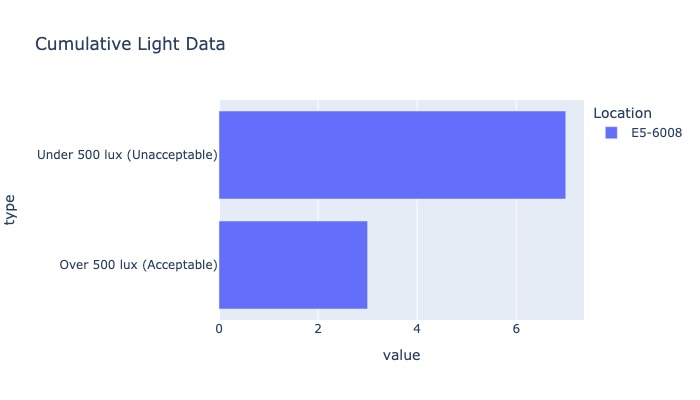 Cumulative Light Data
Location
E5-6008
Under 500 lux (Unacceptable)
type
Over 500 lux (Acceptable)
0 2 4 6
value